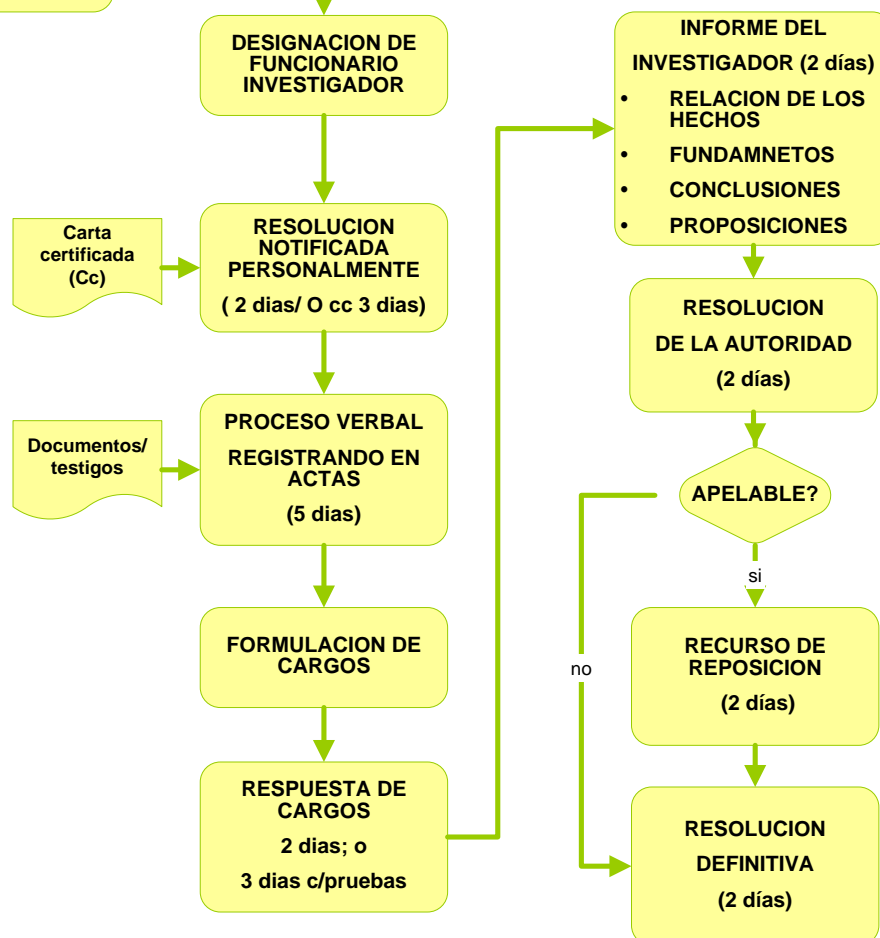 DESIGNACION DE
FUNCIONARIO
INVESTIGADOR
Carta
certificada
(Cc)
RESOLUCION
NOTIFICADA
PERSONALMENTE
( 2 dias/ O cc 3 dias)
Documentos/
testigos
PROCESO VERBAL
REGISTRANDO EN
ACTAS
(5 dias)
FORMULACION DE
CARGOS
RESPUESTA DE
CARGOS
2 dias; o
3 dias c/pruebas
INFORME DEL
INVESTIGADOR (2 días)
• RELACION DE LOS
HECHOS
• FUNDAMNETOS
• CONCLUSIONES
• PROPOSICIONES
RESOLUCION
DE LA AUTORIDAD
(2 días)
APELABLE?
si
no
RECURSO DE
REPOSICION
(2 días)
RESOLUCION
DEFINITIVA
(2 días)